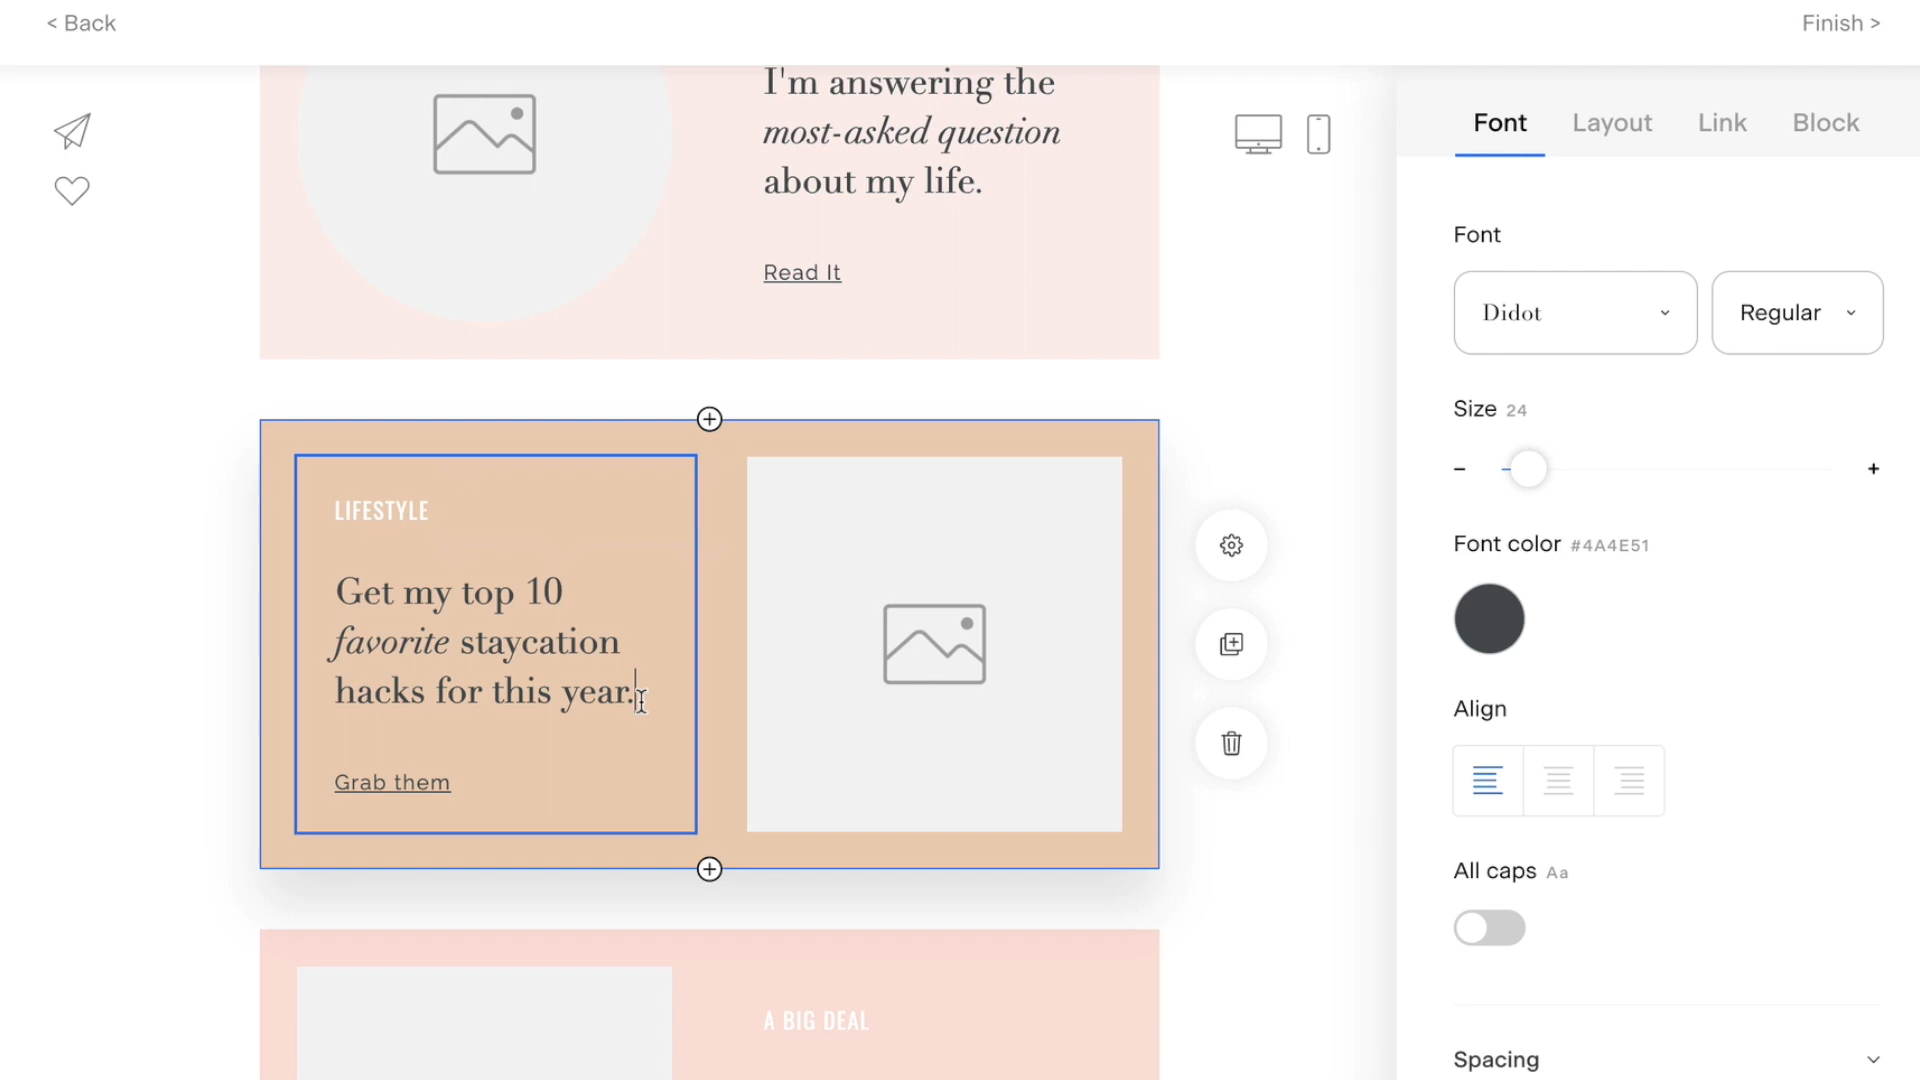 < Back
Finish >
I'm answering the
most-asked question
about my life.
Read It
LIFESTYLE
Get my top 10
favorite staycation
hacks for this year.
Grab them
A BIG DEAL
Font Layout Link Block
Font
Didot
Regular
Size 24
- +
Font color #4A4E51
Align
All caps Aa
Spacing